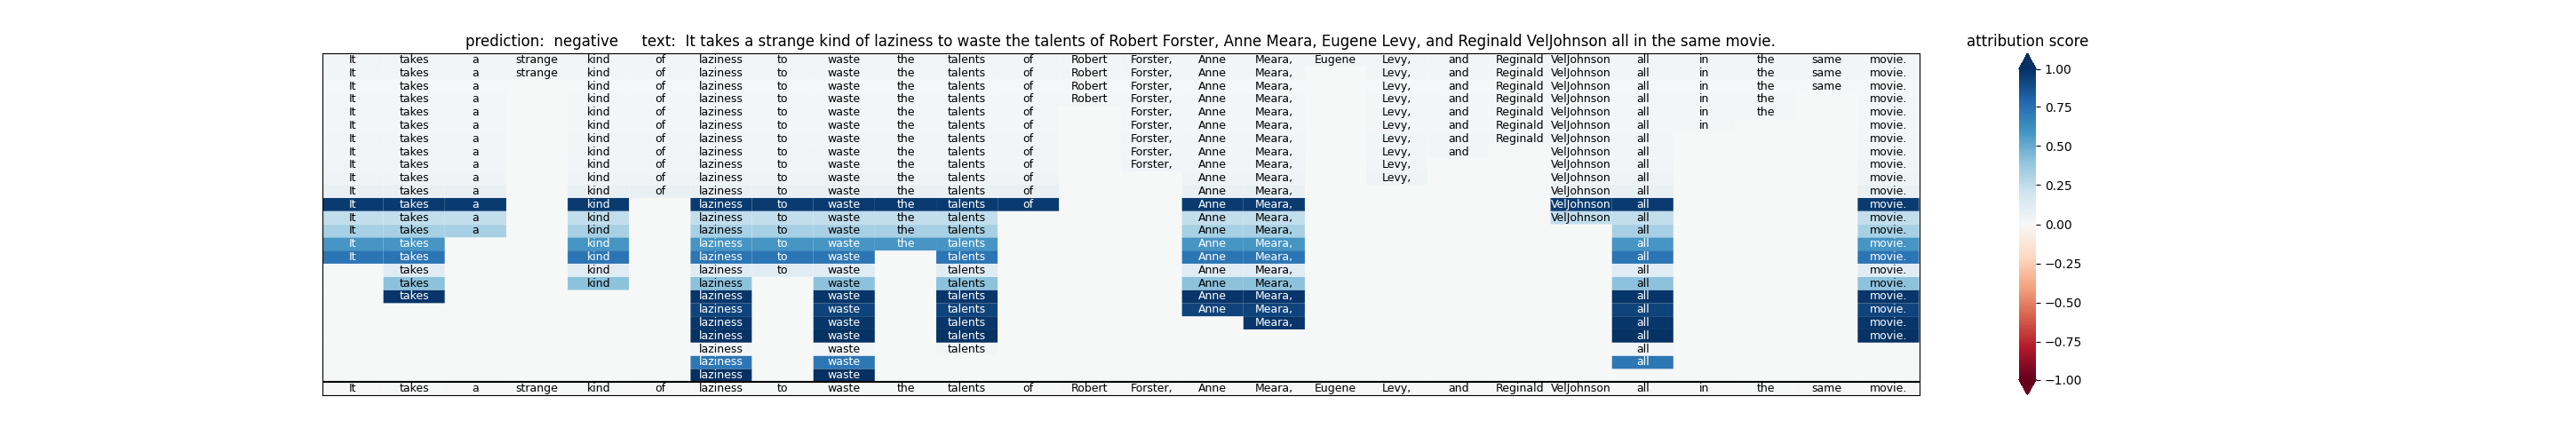 prediction:  negative     text:  It takes a strange kind of laziness to waste the talents of Robert Forster, Anne Meara, Eugene Levy, and Reginald VelJohnson all in the same movie.
attribution score
It takes a strange kind of laziness to waste the talents of Robert Forster, Anne Meara, Eugene Levy, and Reginald VelJohnson all in the same movie.
It takes a strange kind of laziness to waste the talents of Robert Forster, Anne Meara, Levy, and Reginald VelJohnson all in the same movie.
It takes a kind of laziness to waste the talents of Robert Forster, Anne Meara, Levy, and Reginald VelJohnson all in the same movie.
It takes a kind of laziness to waste the talents of Robert Forster, Anne Meara, Levy, and Reginald VelJohnson all in the movie.
It takes a kind of laziness to waste the talents of Forster, Anne Meara, Levy, and Reginald VelJohnson all in the movie.
It takes a kind of laziness to waste the talents of Forster, Anne Meara, Levy, and Reginald VelJohnson all in movie.
It takes a kind of laziness to waste the talents of Forster, Anne Meara, Levy, and Reginald VelJohnson all movie.
It takes a kind of laziness to waste the talents of Forster, Anne Meara, Levy, and VelJohnson all movie.
It takes a kind of laziness to waste the talents of Forster, Anne Meara, Levy, VelJohnson all movie.
It takes a kind of laziness to waste the talents of Anne Meara, Levy, VelJohnson all movie.
It takes a kind of laziness to waste the talents of Anne Meara, VelJohnson all movie.
It takes a kind laziness to waste the talents of Anne Meara, VelJohnson all movie.
It takes a kind laziness to waste the talents Anne Meara, VelJohnson all movie.
It takes a kind laziness to waste the talents Anne Meara, all movie.
It takes kind laziness to waste the talents Anne Meara, all movie.
It takes kind laziness to waste talents Anne Meara, all movie.
takes kind laziness to waste talents Anne Meara, all movie.
takes kind laziness waste talents Anne Meara, all movie.
takes laziness waste talents Anne Meara, all movie.
laziness waste talents Anne Meara, all movie.
laziness waste talents Meara, all movie.
laziness waste talents all movie.
laziness waste talents all
laziness waste all
laziness waste
It takes a strange kind of laziness to waste the talents of Robert Forster, Anne Meara, Eugene Levy, and Reginald VelJohnson all in the same movie.
1.00
0.75
0.50
0.25
0.00
−0.25
−0.50
−0.75
−1.00